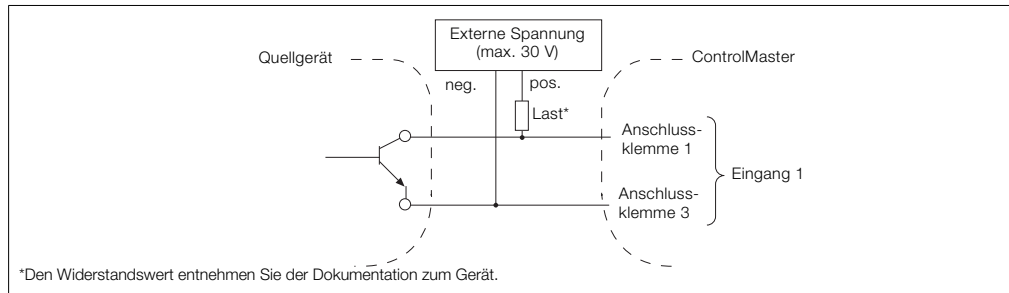 Externe Spannung
(max. 30 V)
Quellgerät
ControlMaster
neg.
pos.
Last*
Anschluss-
klemme 1
Eingang 1
Anschluss-
klemme 3
*Den Widerstandswert entnehmen Sie der Dokumentation zum Gerät.